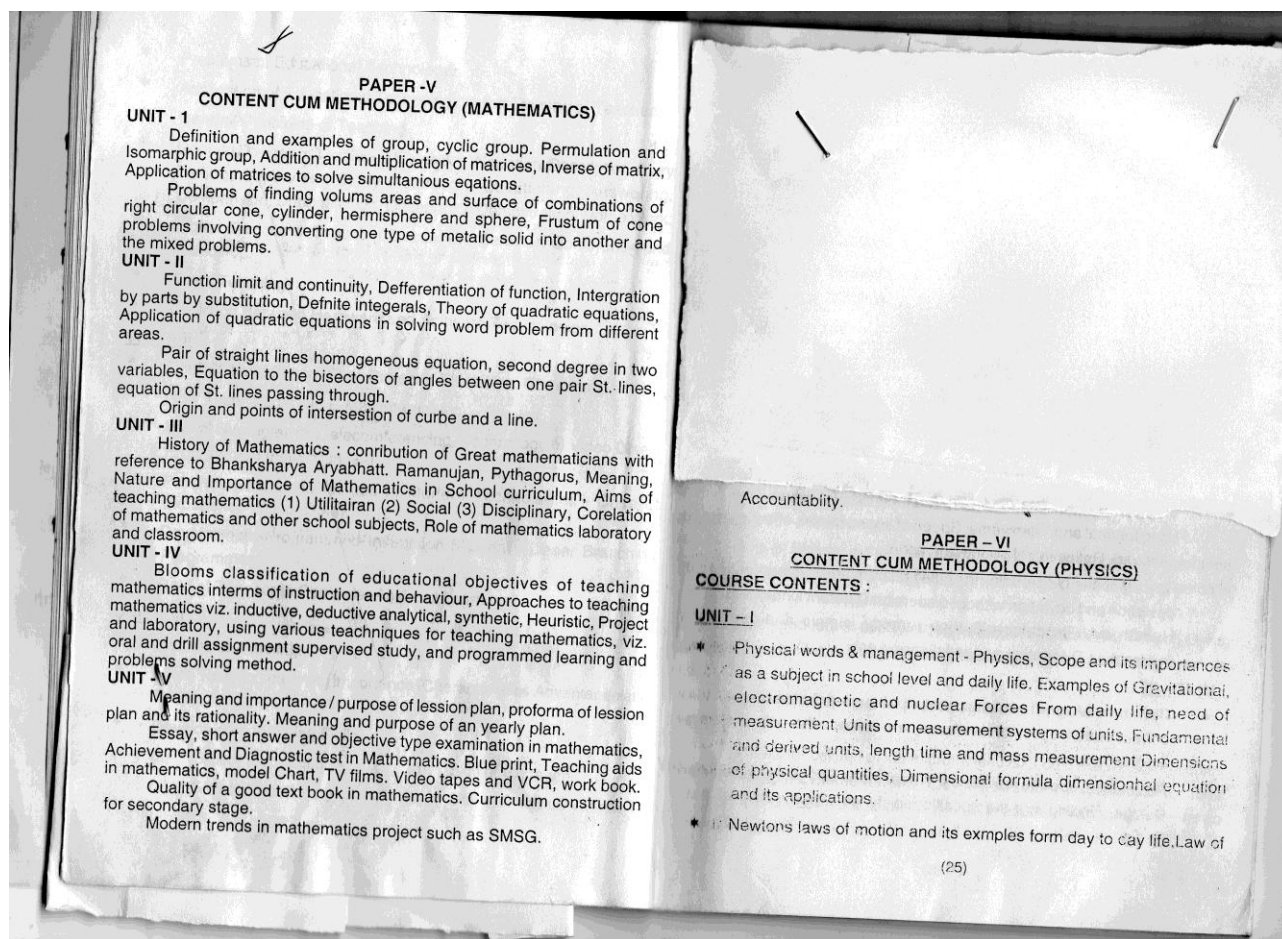 PAPER -V
CONTENT CUM METHODOLOGY (MATHEMATICS)
UNIT - 1
Definition and examples of group, cyclic group. Permulation and
Isomarphic group, Addition and multiplication of matrices, Inverse of matrix,
Application of matrices to solve simultanious eqations.
Problems of finding volums areas and surface of combinations of
right circular cone, cylinder, hermisphere and sphere, Frustum of cone
problems involving converting one type of metalic solid into another and
the mixed problems.
UNIT - II
Function limit and continuity, Defferentiation of function, Intergration
by parts by substitution, Defnite integerals, Theory of quadratic equations,
Application of quadratic equations in solving word problem from different
areas.
Pair of straight lines homogeneous equation, second degree in two
variables, Equation to the bisectors of angles between one pair St. lines,
equation of St. lines passing through.
Origin and points of intersestion of curbe and a line.
UNIT - III
History of Mathematics : conribution of Great mathematicians with
reference to Bhanksharya Aryabhatt. Ramanujan, Pythagorus, Meaning,
Nature and Importance of Mathematics in School curriculum, Aims of
teaching mathematics (1) Utilitairan (2) Social (3) Disciplinary, Corelation
of mathematics and other school subjects, Role of mathematics laboratory
and classroom.
UNIT - IV
Blooms classification of educational objectives of teaching
mathematics interms of instruction and behaviour, Approaches to teaching
mathematics viz. inductive, deductive analytical, synthetic, Heuristic, Project
and laboratory, using various teachniques for teaching mathematics, viz.
oral and drill assignment supervised study, and programmed learning and
problems solving method.
UNIT - V
Meaning and importance / purpose of lession plan, proforma of lession
plan and its rationality. Meaning and purpose of an yearly plan.
Essay, short answer and objective type examination in mathematics,
Achievement and Diagnostic test in Mathematics. Blue print, Teaching aids
in mathematics, model Chart, TV films. Video tapes and VCR, work book.
Quality of a good text book in mathematics. Curriculum construction
for secondary stage.
Modern trends in mathematics project such as SMSG.
Accountabiity.
PAPER – VI
CONTENT CUM METHODOLOGY (PHYSICS)
COURSE CONTENTS :
UNIT – I
* Physical words & management - Physics, Scope and its importances
as a subject in school level and daily life. Examples of Gravitational,
electromagnetic and nuclear Forces From daily life, need of
measurement, Units of measurement systems of units, Fundamental
and derived units, length time and mass measurement Dimensions
of physical quantities, Dimensional formula dimensionhal equation
and its applications.
* Newtons laws of motion and its exmples form day to day life.Law of
(25)